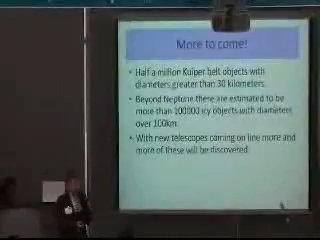 More to come!
• Half a million Kuiper belt objects with
diameters greater than 30 kilometers.
• Beyond Neptune there are estimated to be
more than 100000 icy objects with diameters
over 100km.
• With new telescopes coming on line more and
more of these will be discovered